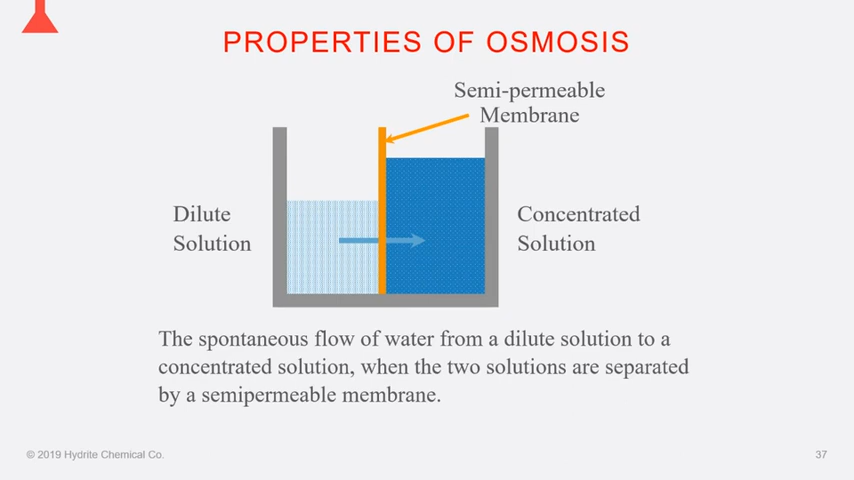 PROPERTIES OF OSMOSIS
Semi-permeable
Membrane
Dilute
Solution
Concentrated
Solution
The spontaneous flow of water from a dilute solution to a
concentrated solution, when the two solutions are separated
by a semipermeable membrane.
© 2019 Hydrite Chemical Co.
37